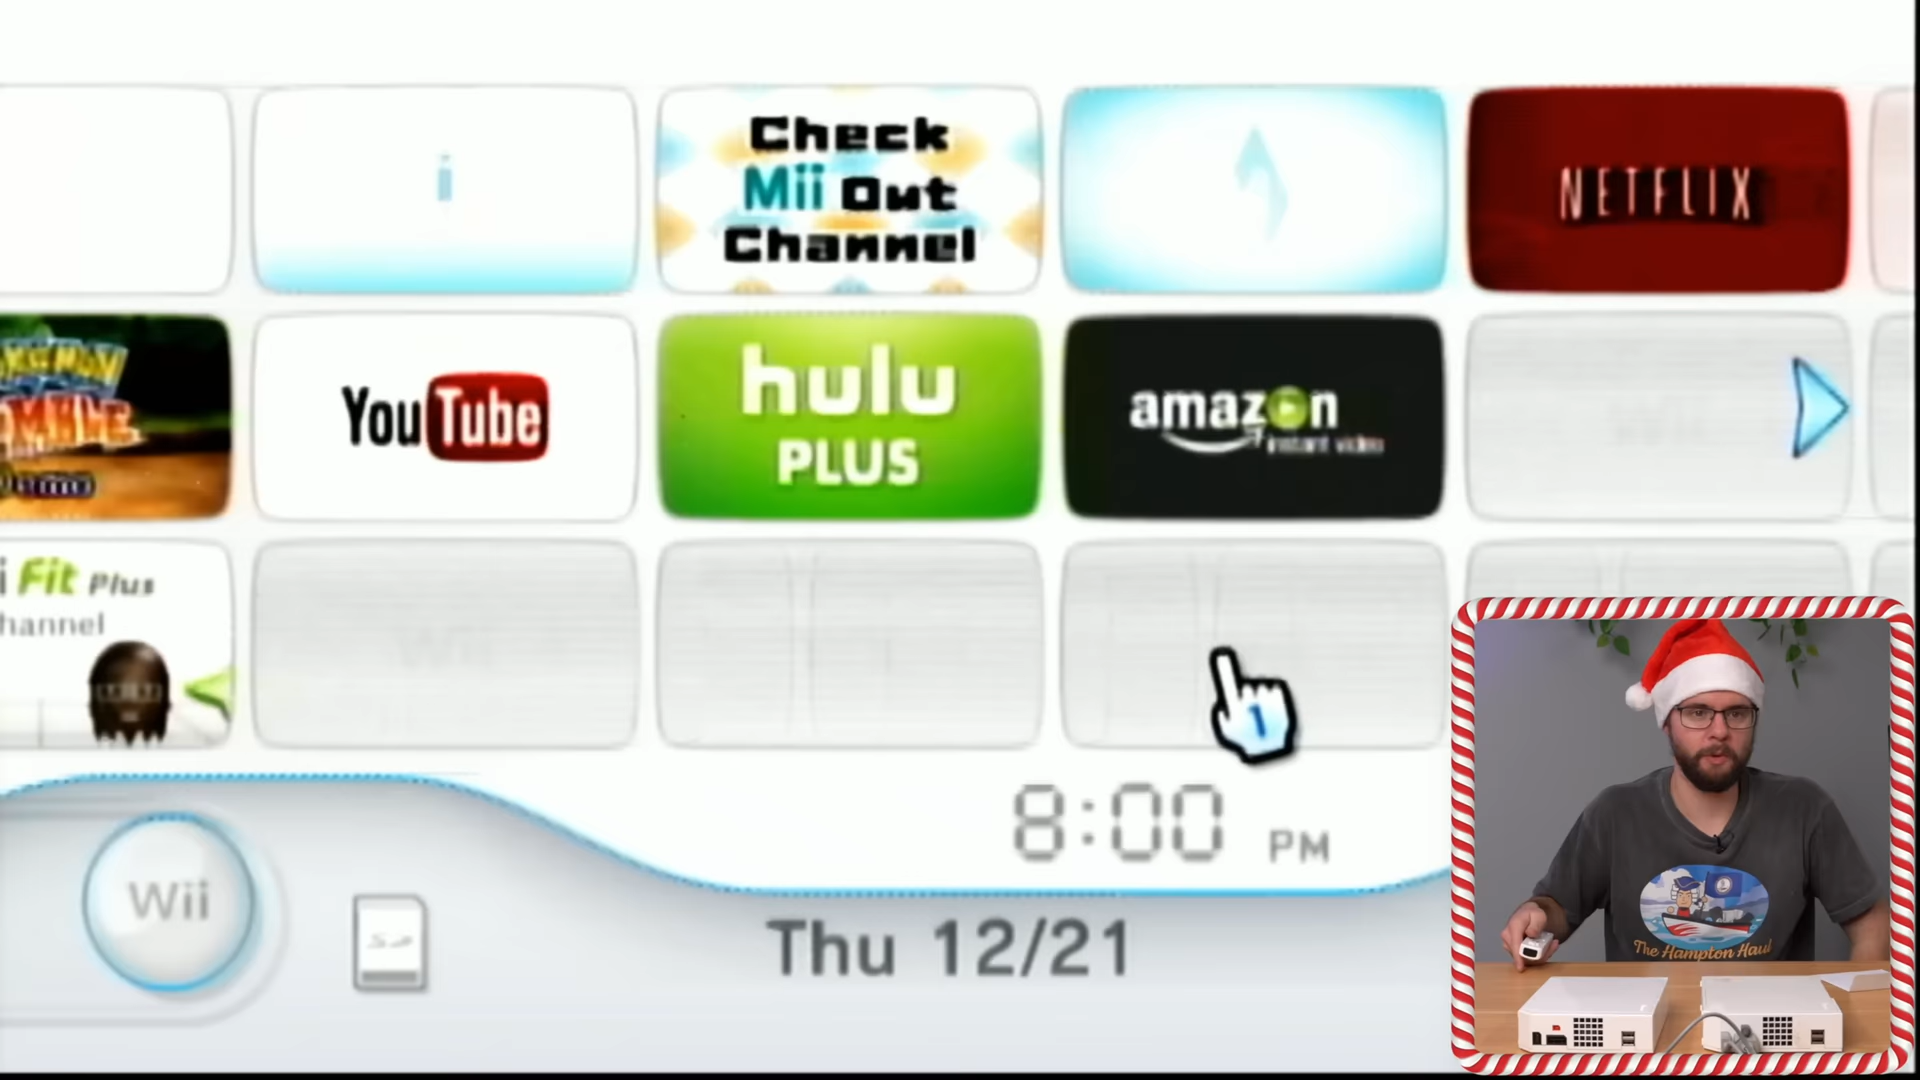 i
Check
Mii Out
Channel
NETFLIX
YouTube
hulu
PLUS
amazon
instant video
Fit Plus
hannel
1
8:00 PM
Wii
Thu 12/21
The Hampton Haul